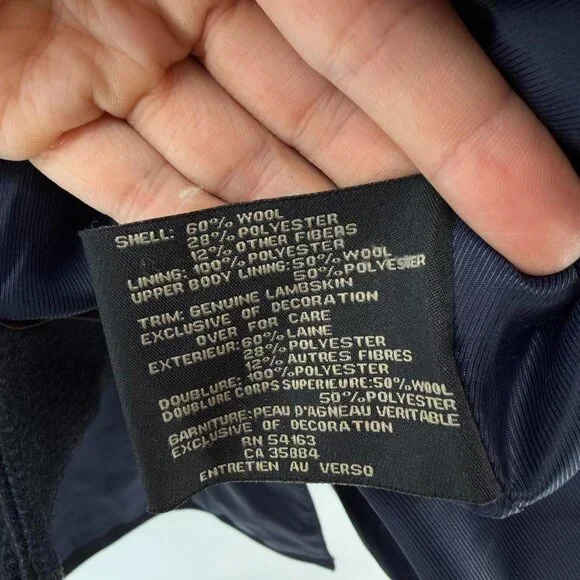 SHELL: 60% WOOL
28% POLYESTER
12% OTHER FIBERS
LINING: 100% POLYESTER
UPPER BODY LINING: 50% WOOL
50% POLYESTER
TRIM: GENUINE LAMBSKIN
EXCLUSIVE OF DECORATION
OVER FOR CARE
EXTERIEUR: 60% LAINE
28% POLYESTER
12% AUTRES FIBRES
DOUBLURE: 100% POLYESTER
DOUBLURE CORPS SUPERIEURE: 50% WOOL
50% POLYESTER
GARNITURE: PEAU D'AGNEAU VERITABLE
EXCLUSIVE OF DECORATION
RN 54163
CA 35884
ENTRETIEN AU VERSO